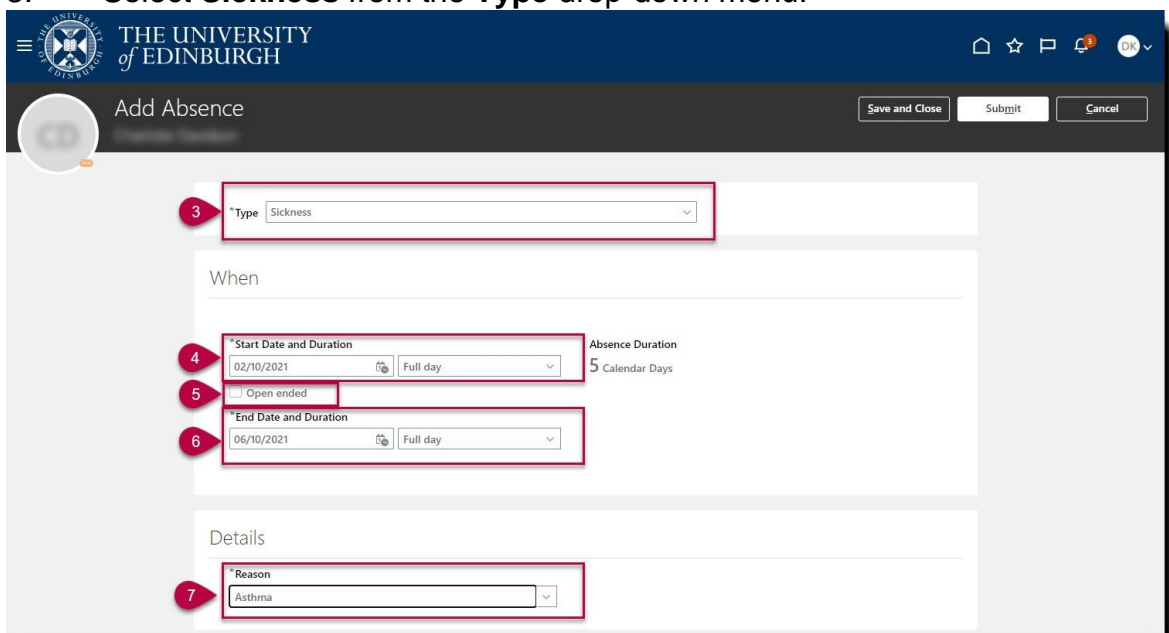 Select Sickness from the Type drop-down menu.
THE UNIVERSITY
of EDINBURGH
3
DK
Add Absence
Save and Close
Submit
Cancel
3
*Type
Sickness
When
4
*Start Date and Duration
Absence Duration
02/10/2021
Full day
5 Calendar Days
5
Open ended
6
*End Date and Duration
06/10/2021
Full day
Details
7
*Reason
Asthma